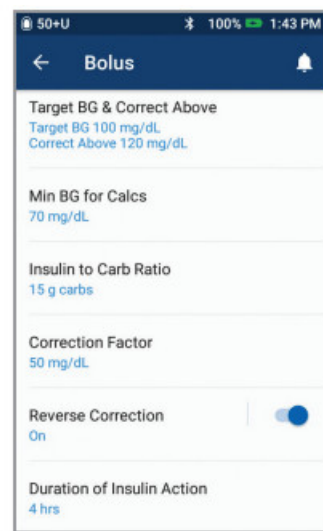 50+U 100% 1:43 PM
Bolus
Target BG & Correct Above
Target BG 100 mg/dL
Correct Above 120 mg/dL
Min BG for Calcs
70 mg/dL
Insulin to Carb Ratio
15 g carbs
Correction Factor
50 mg/dL
Reverse Correction
On
Duration of Insulin Action
4 hrs